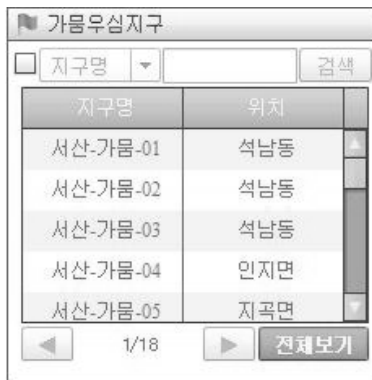 가뭄우심지구
지구명 검색
지구명 위치
서산-가뭄-01 석남동
서산-가뭄-02 석남동
서산-가뭄-03 석남동
서산-가뭄-04 인지면
서산-가뭄-05 지곡면
1/18 전체보기